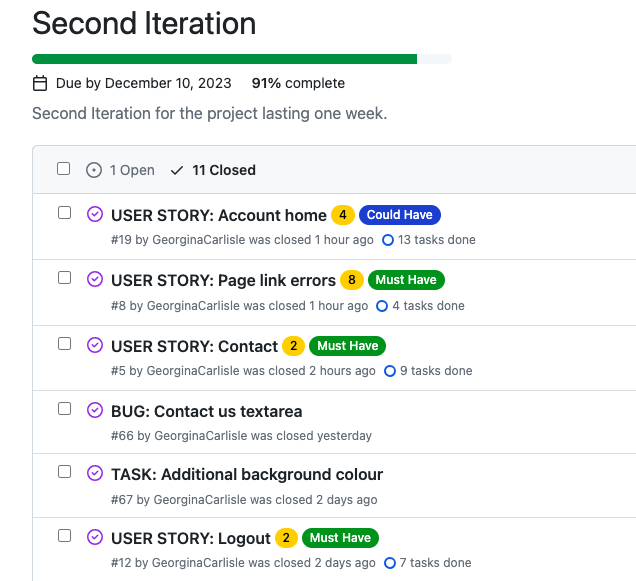 Second Iteration
Due by December 10, 2023 91% complete
Second Iteration for the project lasting one week.
1 Open 11 Closed
USER STORY: Account home 4 Could Have
#19 by GeorginaCarlisle was closed 1 hour ago 13 tasks done
USER STORY: Page link errors 8 Must Have
#8 by GeorginaCarlisle was closed 1 hour ago 4 tasks done
USER STORY: Contact 2 Must Have
#5 by GeorginaCarlisle was closed 2 hours ago 9 tasks done
BUG: Contact us textarea
#66 by GeorginaCarlisle was closed yesterday
TASK: Additional background colour
#67 by GeorginaCarlisle was closed 2 days ago
USER STORY: Logout 2 Must Have
#12 by GeorginaCarlisle was closed 2 days ago 7 tasks done